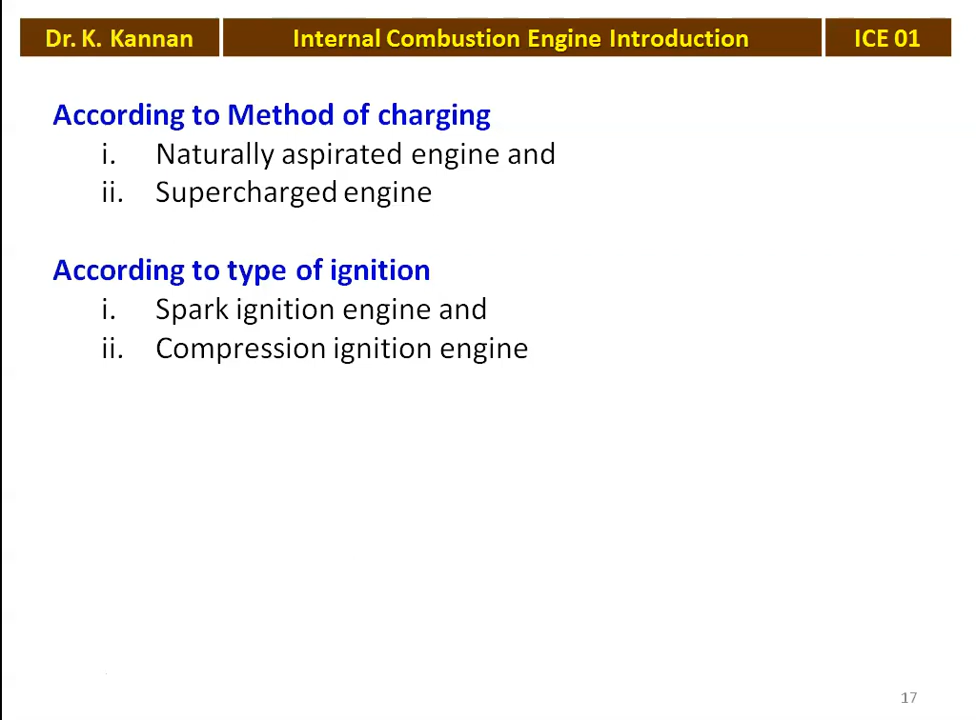 Dr. K. Kannan
Internal Combustion Engine Introduction
ICE 01
According to Method of charging
i. Naturally aspirated engine and
ii. Supercharged engine
According to type of ignition
i. Spark ignition engine and
ii. Compression ignition engine
17